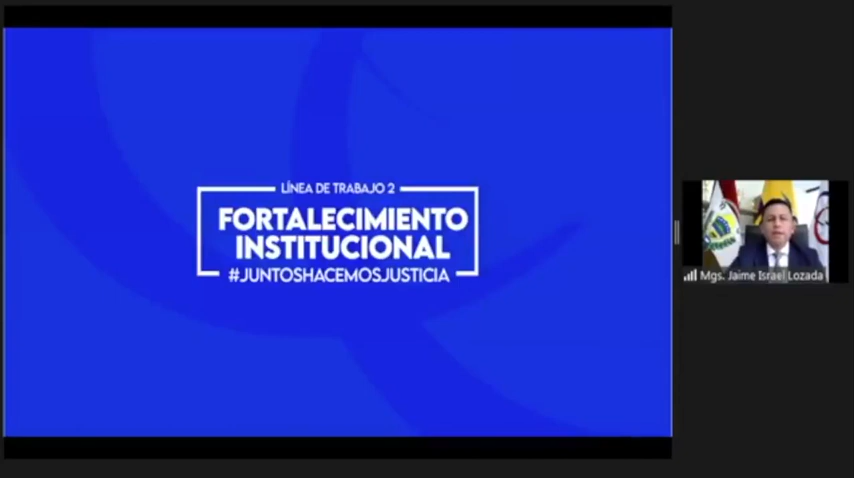 LÍNEA DE TRABAJO 2
FORTALECIMIENTO
INSTITUCIONAL
#JUNTOSHACEMOSJUSTICIA
Mgs. Jaime Israel Lozada